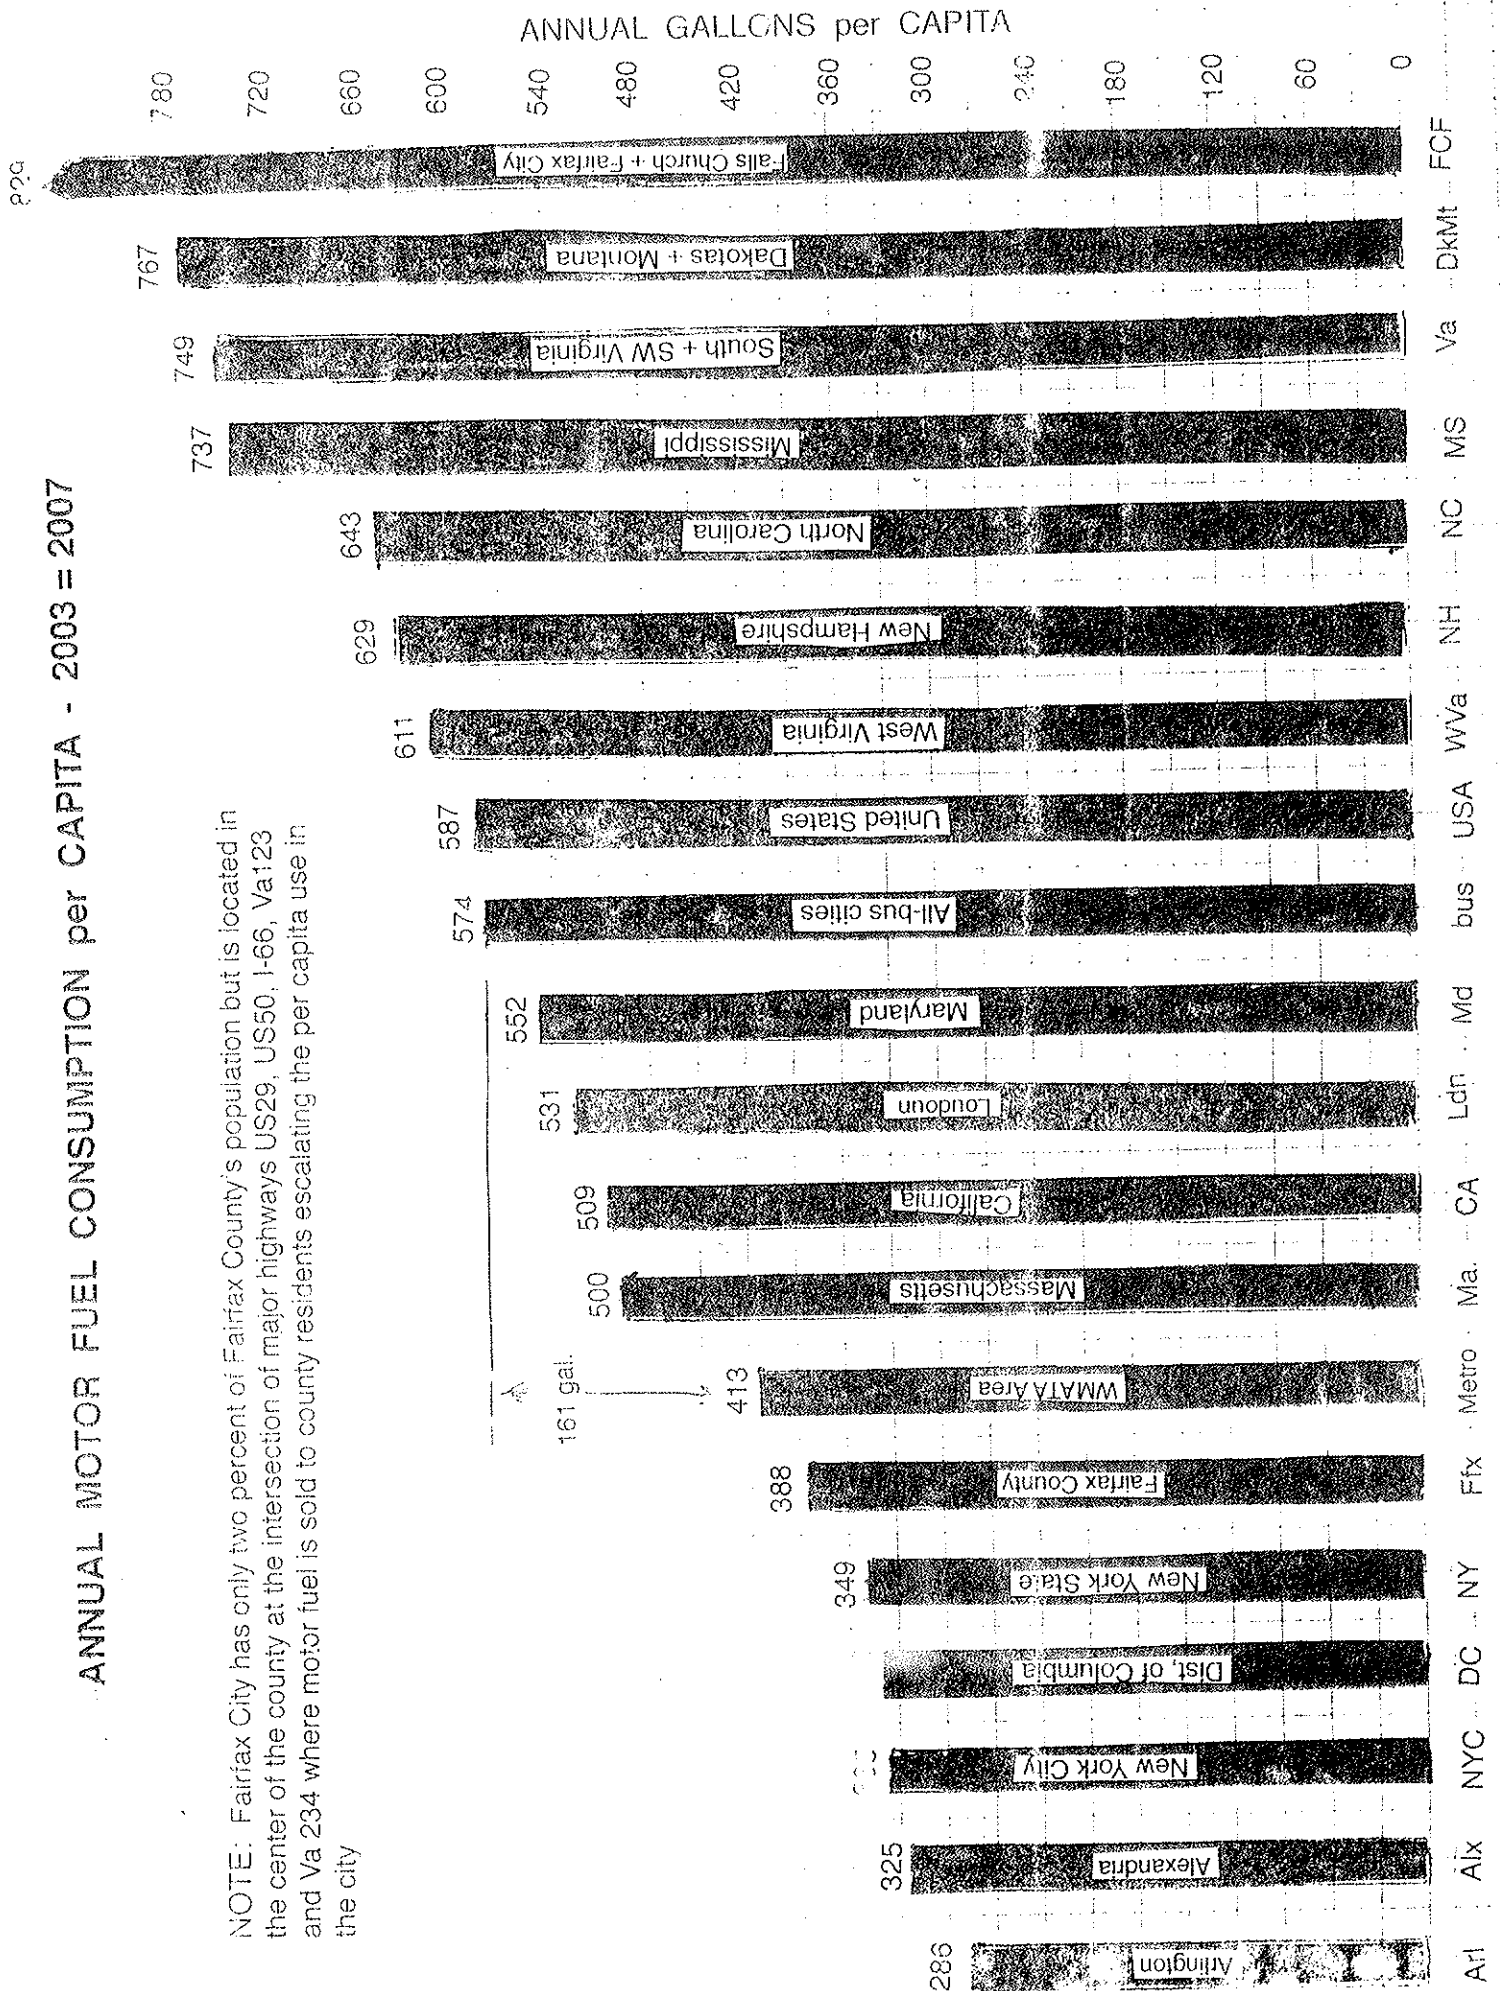 ANNUAL MOTOR FUEL CONSUMPTION per CAPITA - 2003 = 2007
NOTE: Fairfax City has only two percent of Fairfax County's population but is located in
the center of the county at the intersection of major highways US29, US50, I-66, Va123
and Va 234 where motor fuel is sold to county residents escalating the per capita use in
the city
ANNUAL GALLONS per CAPITA
780
720
660
600
540
480
420
360
300
240
180
120
60
0
829
767
749
737
643
629
611
587
574
552
531
509
500
161 gal.
413
388
349
325
286
Falls Church + Fairfax City
Dakotas + Montana
South + SW Virginia
Mississippi
North Carolina
New Hampshire
West Virginia
United States
All-bus cities
Maryland
Loudoun
California
Massachusetts
WMATA Area
Fairfax County
New York State
Dist. of Columbia
New York City
Alexandria
Arlington
Arl Alx NYC DC NY Ffx Metro Ma. CA Ldn Md bus USA WVa NH NC MS Va DkMt FCF